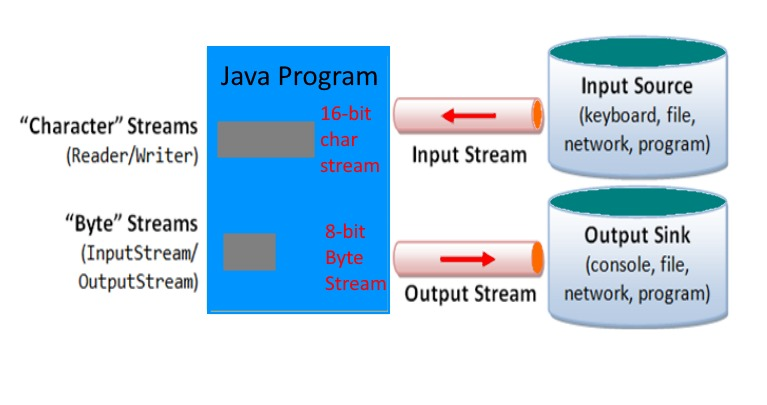 Java Program
“Character” Streams
(Reader/Writer)
16-bit
char
stream
“Byte” Streams
(InputStream/
OutputStream)
8-bit
Byte
Stream
Input Stream
Output Stream
Input Source
(keyboard, file,
network, program)
Output Sink
(console, file,
network, program)